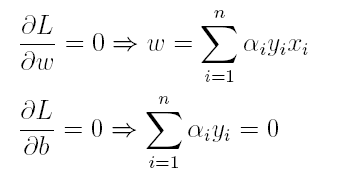 ∂L/∂w = 0 ⇒ w = ∑_{i=1}^{n} α_i y_i x_i
∂L/∂b = 0 ⇒ ∑_{i=1}^{n} α_i y_i = 0